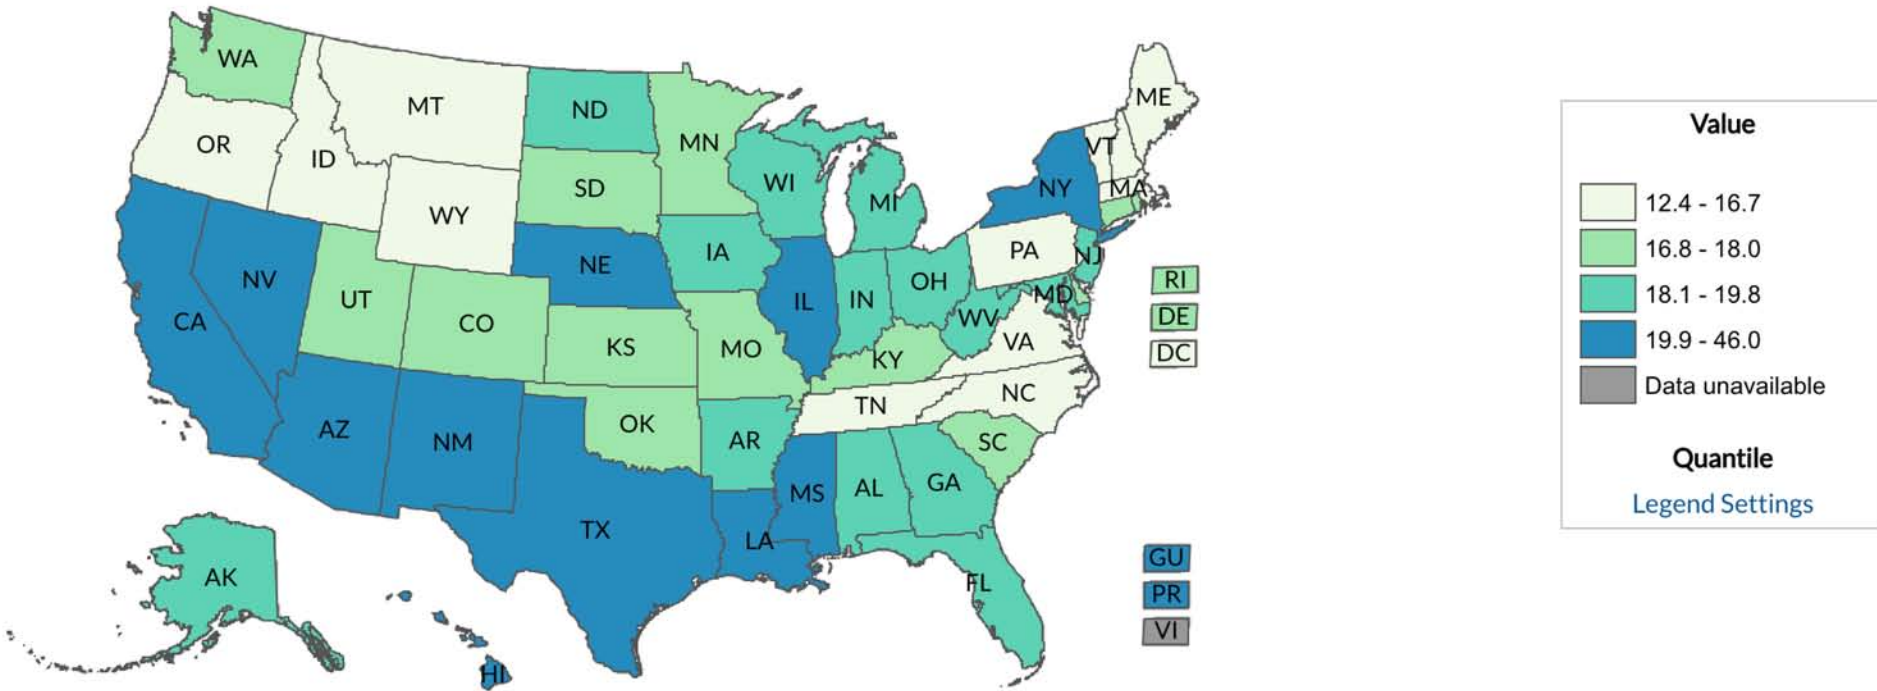 WA
MT
ND
MN
ME
OR
ID
WY
SD
WI
MI
NY
VT
MA
NV
UT
CO
NE
IA
IL
IN
OH
PA
NJ
CA
KS
MO
KY
WV
MD
VA
AZ
NM
OK
AR
TN
NC
SC
TX
LA
MS
AL
GA
FL
AK
HI
RI
DE
DC
GU
PR
VI
Value
12.4 - 16.7
16.8 - 18.0
18.1 - 19.8
19.9 - 46.0
Data unavailable
Quantile
Legend Settings